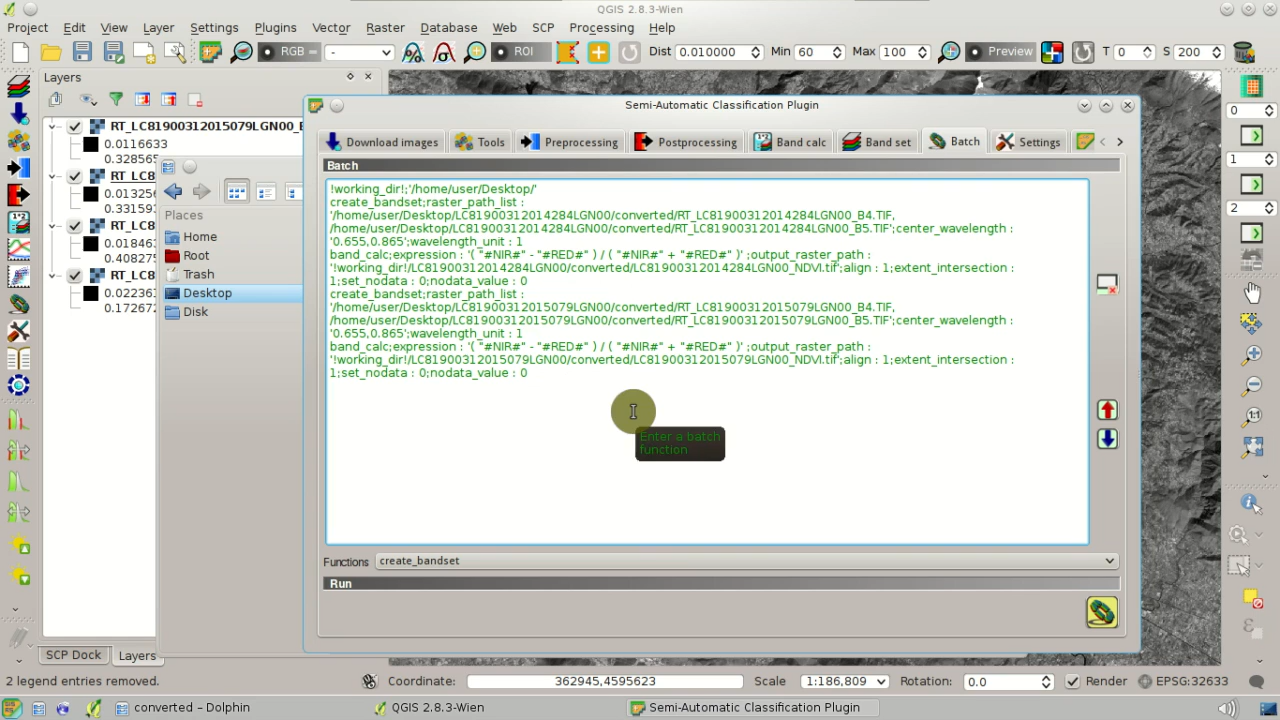 QGIS 2.8.3-Wien
Project Edit View Layer Settings Plugins Vector Raster Database Web SCP Processing Help
RGB = - ROI Dist 0.010000 Min 60 Max 100 Preview T 0 S 200
Layers
Semi-Automatic Classification Plugin
RT_LC81900312015079LGN00_B
0.0116633
0.328565
RT_LC8
0.013256
0.331593
RT_LC8
0.018463
0.408275
RT_LC8
0.022361
0.172672
Places
Home
Root
Trash
Desktop
Disk
Download images Tools Preprocessing Postprocessing Band calc Band set Batch Settings
Batch
!working_dir!;'/home/user/Desktop/'
create_bandset;raster_path_list :
'/home/user/Desktop/LC81900312014284LGN00/converted/RT_LC81900312014284LGN00_B4.TIF,
/home/user/Desktop/LC81900312014284LGN00/converted/RT_LC81900312014284LGN00_B5.TIF';center_wavelength :
'0.655,0.865';wavelength_unit : 1
band_calc;expression : '( "#NIR#" - "#RED#" ) / ( "#NIR#" + "#RED#" )' ;output_raster_path :
'!working_dir!/LC81900312014284LGN00/converted/LC81900312014284LGN00_NDVI.tif';align : 1;extent_intersection :
1;set_nodata : 0;nodata_value : 0
create_bandset;raster_path_list :
'/home/user/Desktop/LC81900312015079LGN00/converted/RT_LC81900312015079LGN00_B4.TIF,
/home/user/Desktop/LC81900312015079LGN00/converted/RT_LC81900312015079LGN00_B5.TIF';center_wavelength :
'0.655,0.865';wavelength_unit : 1
band_calc;expression : '( "#NIR#" - "#RED#" ) / ( "#NIR#" + "#RED#" )' ;output_raster_path :
'!working_dir!/LC81900312015079LGN00/converted/LC81900312015079LGN00_NDVI.tif';align : 1;extent_intersection :
1;set_nodata : 0;nodata_value : 0
Enter a batch
function
Functions create_bandset
Run
0
1
2
SCP Dock Layers
2 legend entries removed. Coordinate: 362945,4595623 Scale 1:186,809 Rotation: 0.0 Render EPSG:32633
converted – Dolphin QGIS 2.8.3-Wien Semi-Automatic Classification Plugin